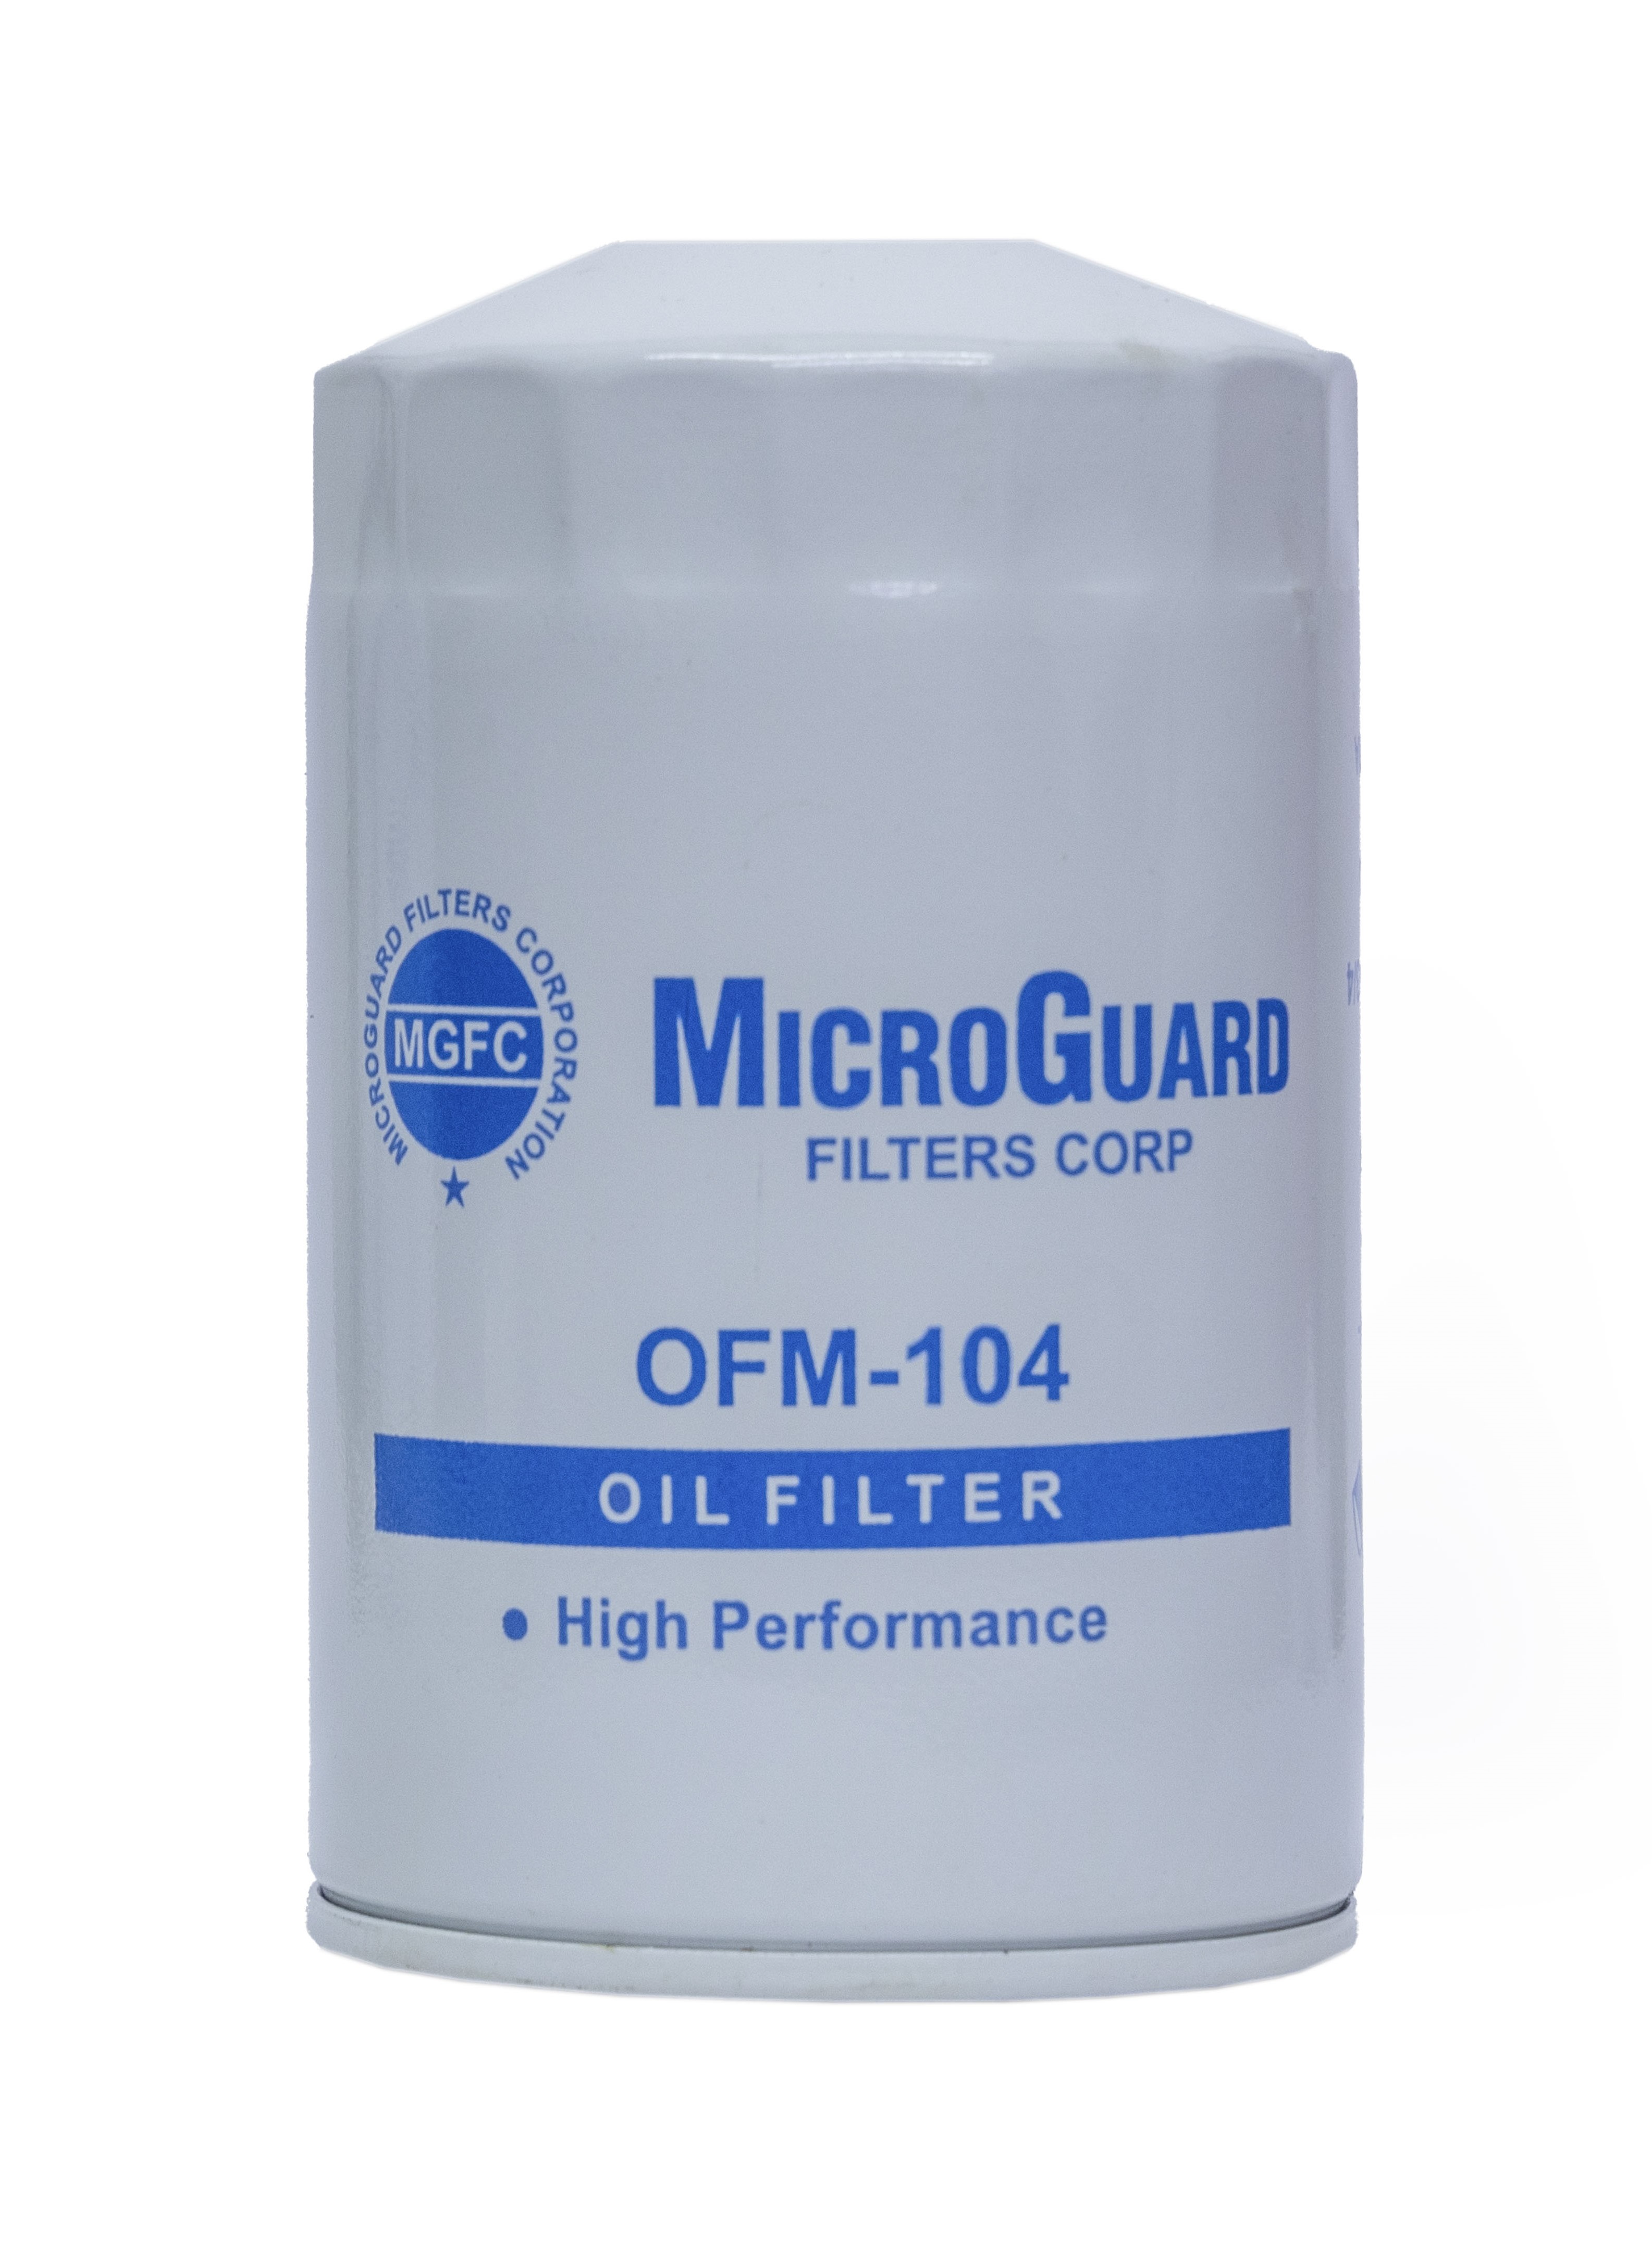 MICROGUARD FILTERS CORPORATION
MGFC
MICROGUARD
FILTERS CORP
OFM-104
OIL FILTER
• High Performance